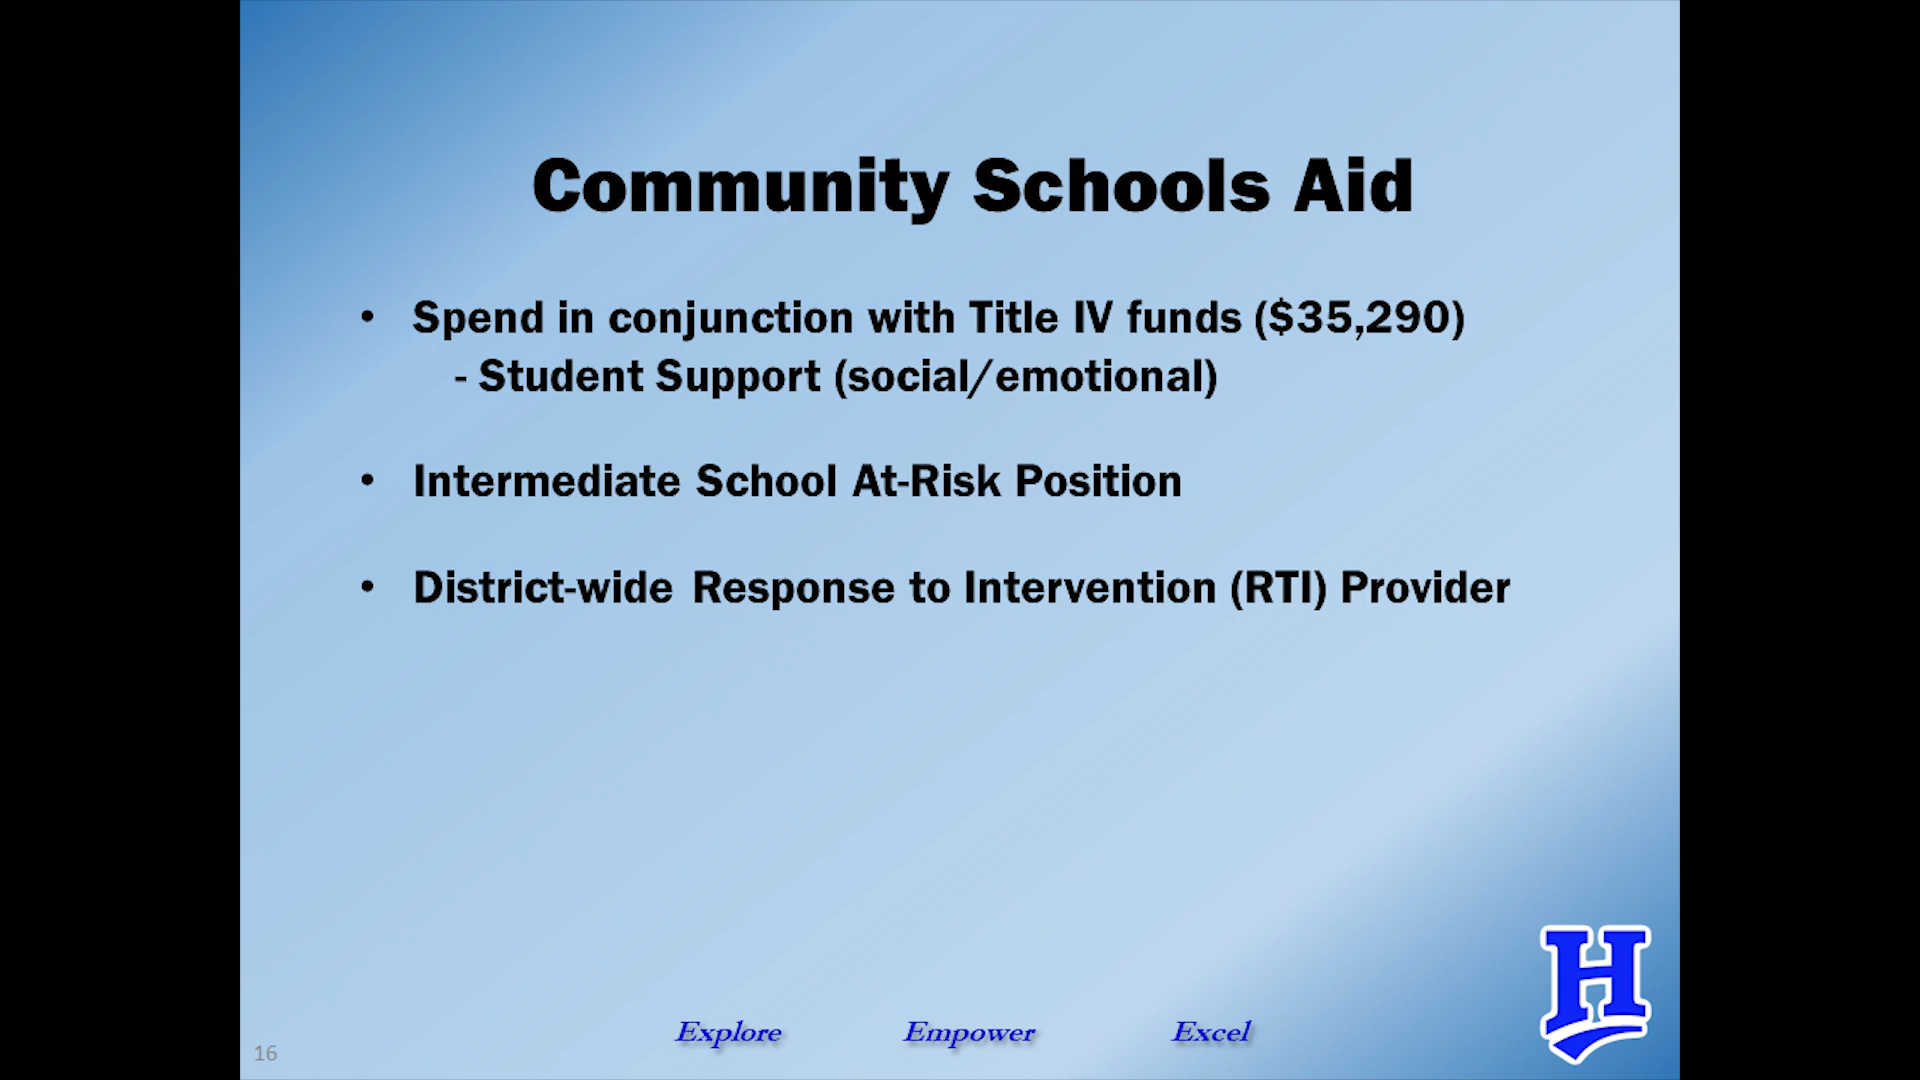 Community Schools Aid
• Spend in conjunction with Title IV funds ($35,290)
- Student Support (social/emotional)
• Intermediate School At-Risk Position
• District-wide Response to Intervention (RTI) Provider
H
Explore Empower Excel
16